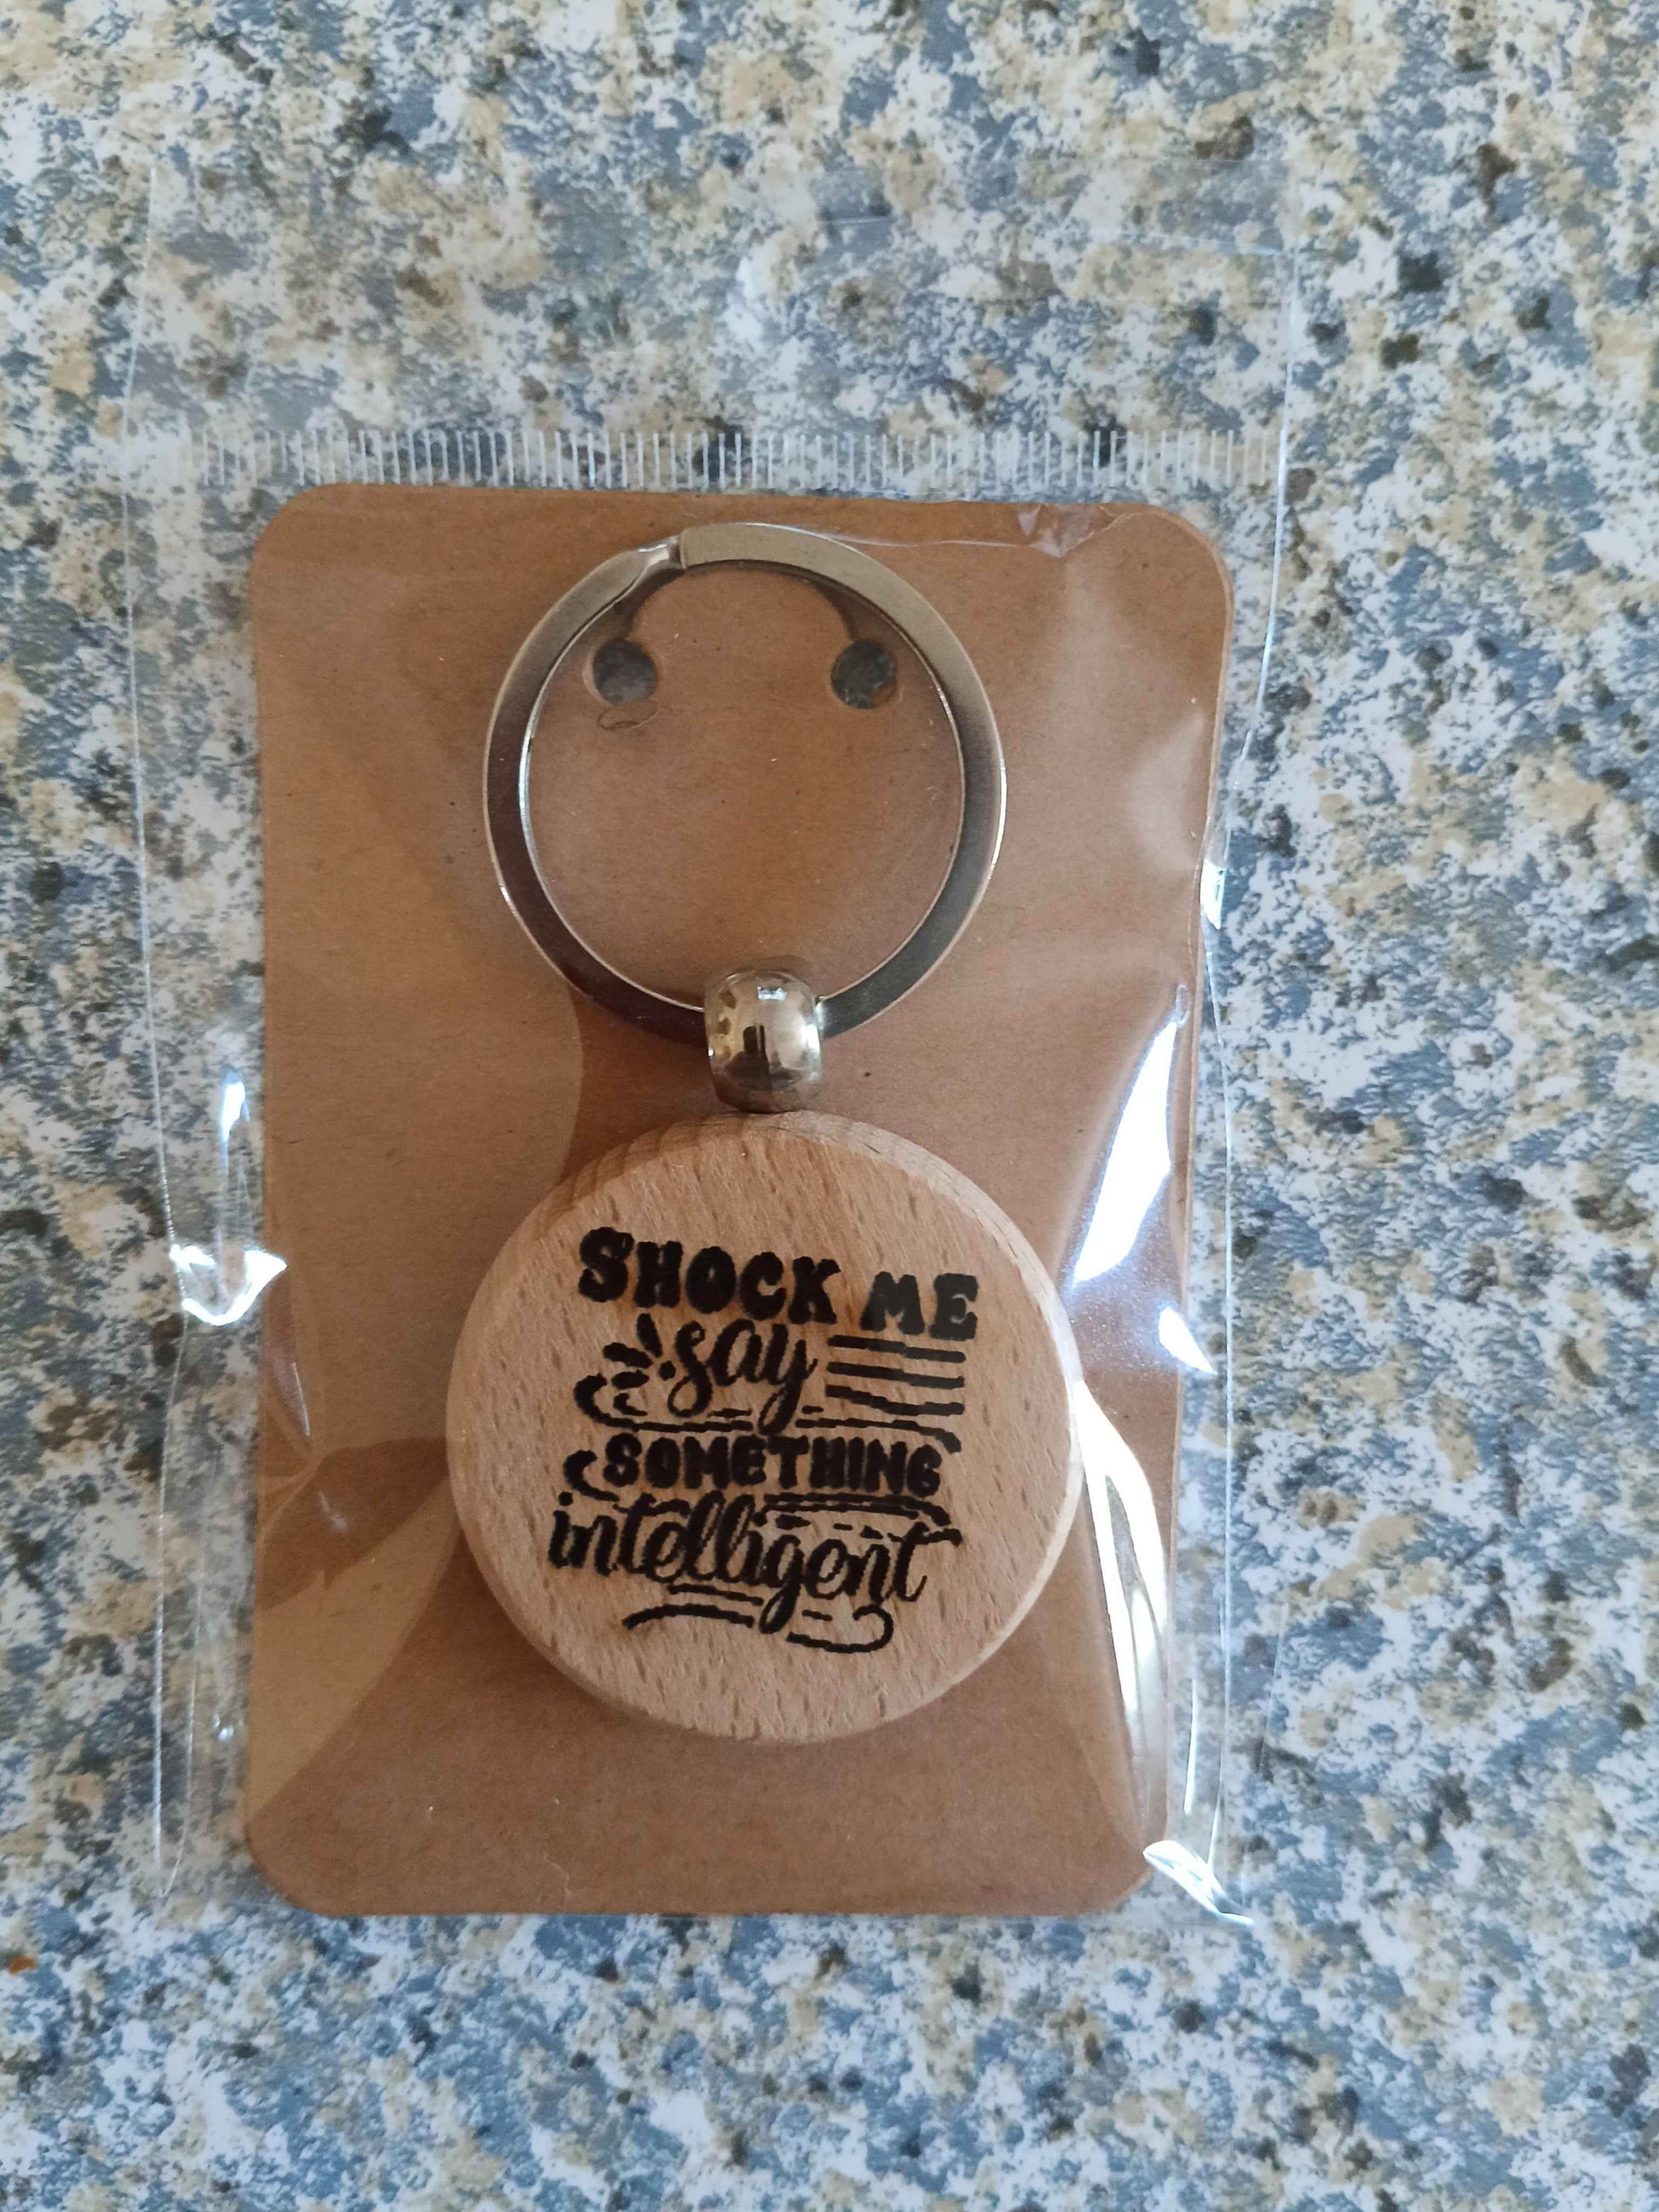 SHOCK ME
say
SOMETHING
intelligent